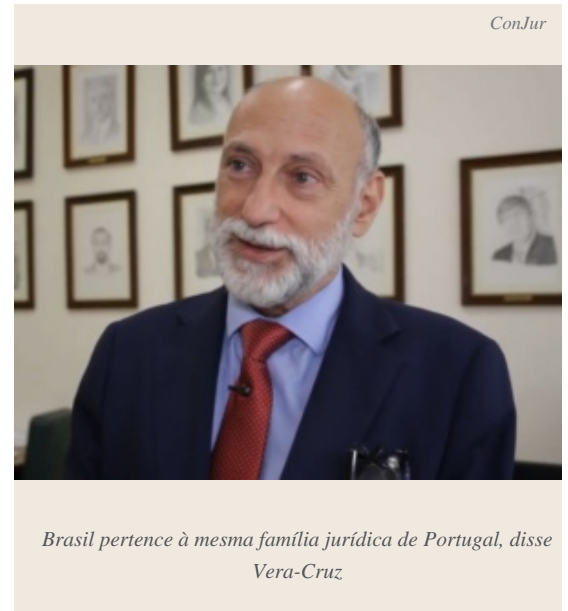 ConJur
Brasil pertence à mesma família jurídica de Portugal, disse
Vera-Cruz